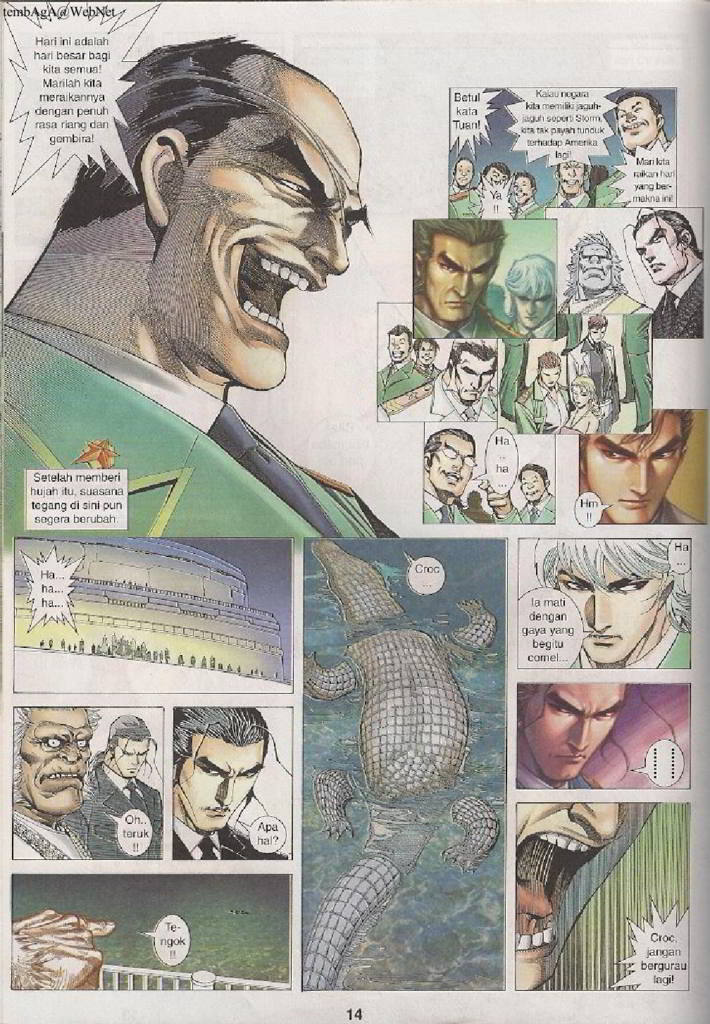 tembAgA@WebNet
Hari ini adalah
hari besar bagi
kita semua!
Marilah kita
meraikannya
dengan penuh
rasa riang dan
gembira!
Betul
kata
Tuan!
Kalau negara
kita memiliki jaguh-
jaguh seperti Storm,
kita tak payah tunduk
terhadap Amerika
lagi!
Ya
!!
Mari kita
raikan hari
yang ber-
makna ini!
Setelah memberi
hujah itu, suasana
tegang di sini pun
segera berubah.
Ha
...
ha
...
Hm
!!
Ha...
ha...
ha...
Croc
...
Ha
...
Ia mati
dengan
gaya yang
begitu
comel...
Oh..
teruk
!!
Apa
hal?
Te-
ngok
!!
Croc,
jangan
bergurau
lagi!
14